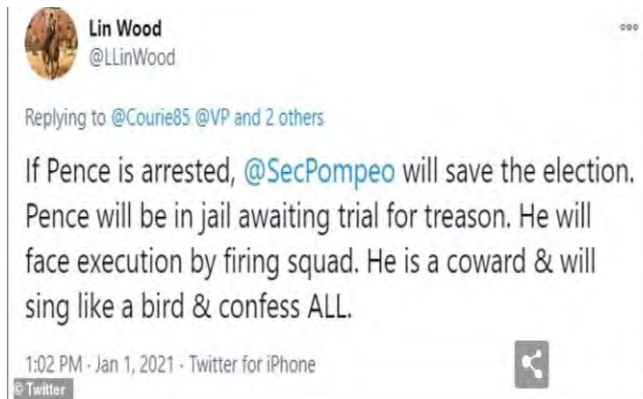 Lin Wood
@LLinWood
Replying to @Courie85 @VP and 2 others
If Pence is arrested, @SecPompeo will save the election.
Pence will be in jail awaiting trial for treason. He will
face execution by firing squad. He is a coward & will
sing like a bird & confess ALL.
1:02 PM · Jan 1, 2021 · Twitter for iPhone
© Twitter